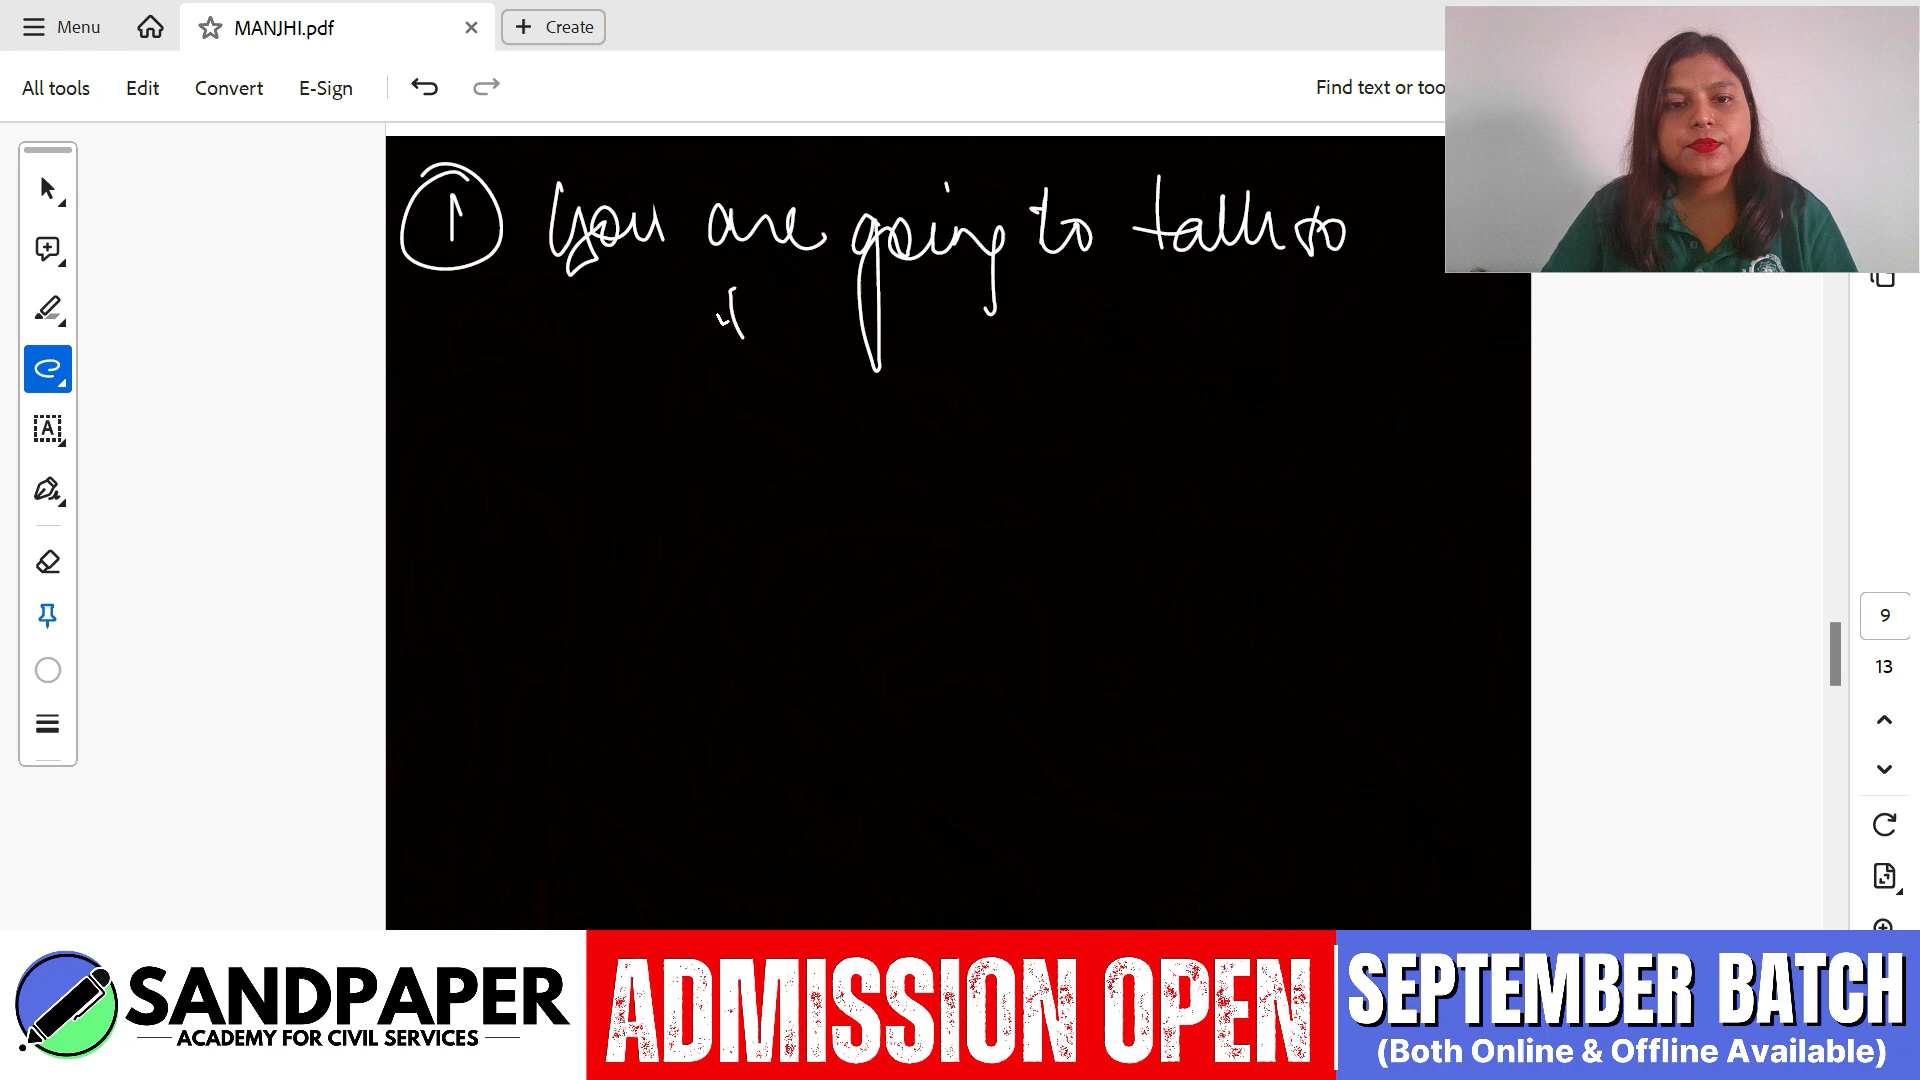 Menu
MANJHI.pdf
Create
All tools
Edit
Convert
E-Sign
Find text or too
① You are going to talk to
9
13
SANDPAPER
ACADEMY FOR CIVIL SERVICES
ADMISSION OPEN
SEPTEMBER BATCH
(Both Online & Offline Available)